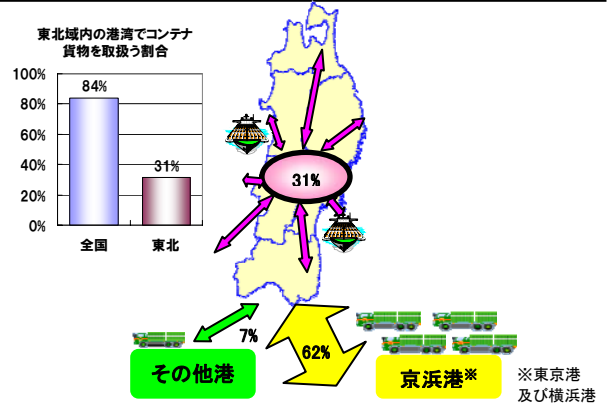 東北域内の港湾でコンテナ
貨物を取扱う割合
100%
80%
60%
40%
20%
0%
84%
31%
全国
東北
31%
7%
62%
その他港
京浜港※
※東京港
及び横浜港